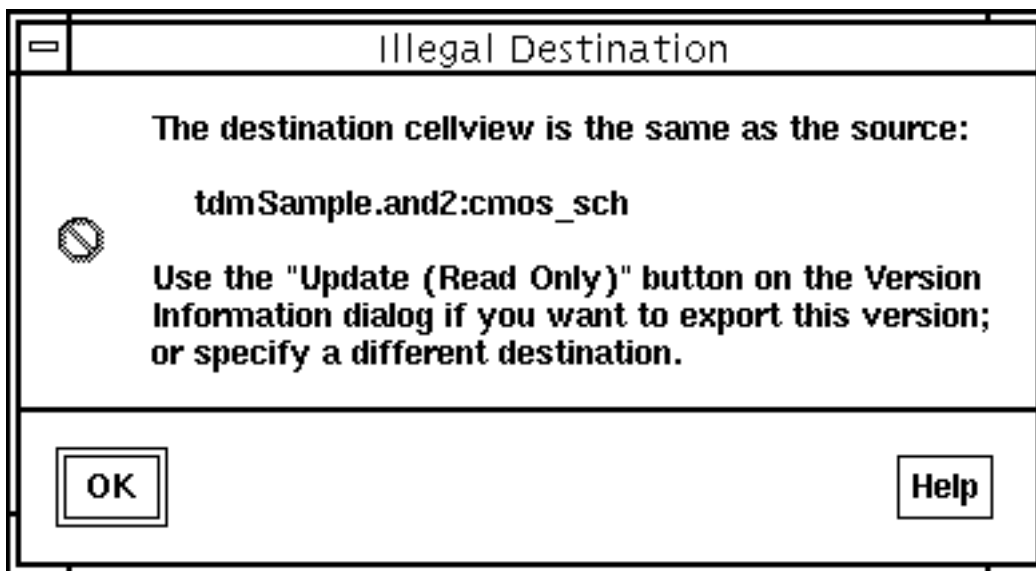 Illegal Destination
The destination cellview is the same as the source:
tdmSample.and2:cmos_sch
Use the "Update (Read Only)" button on the Version
Information dialog if you want to export this version;
or specify a different destination.
OK
Help